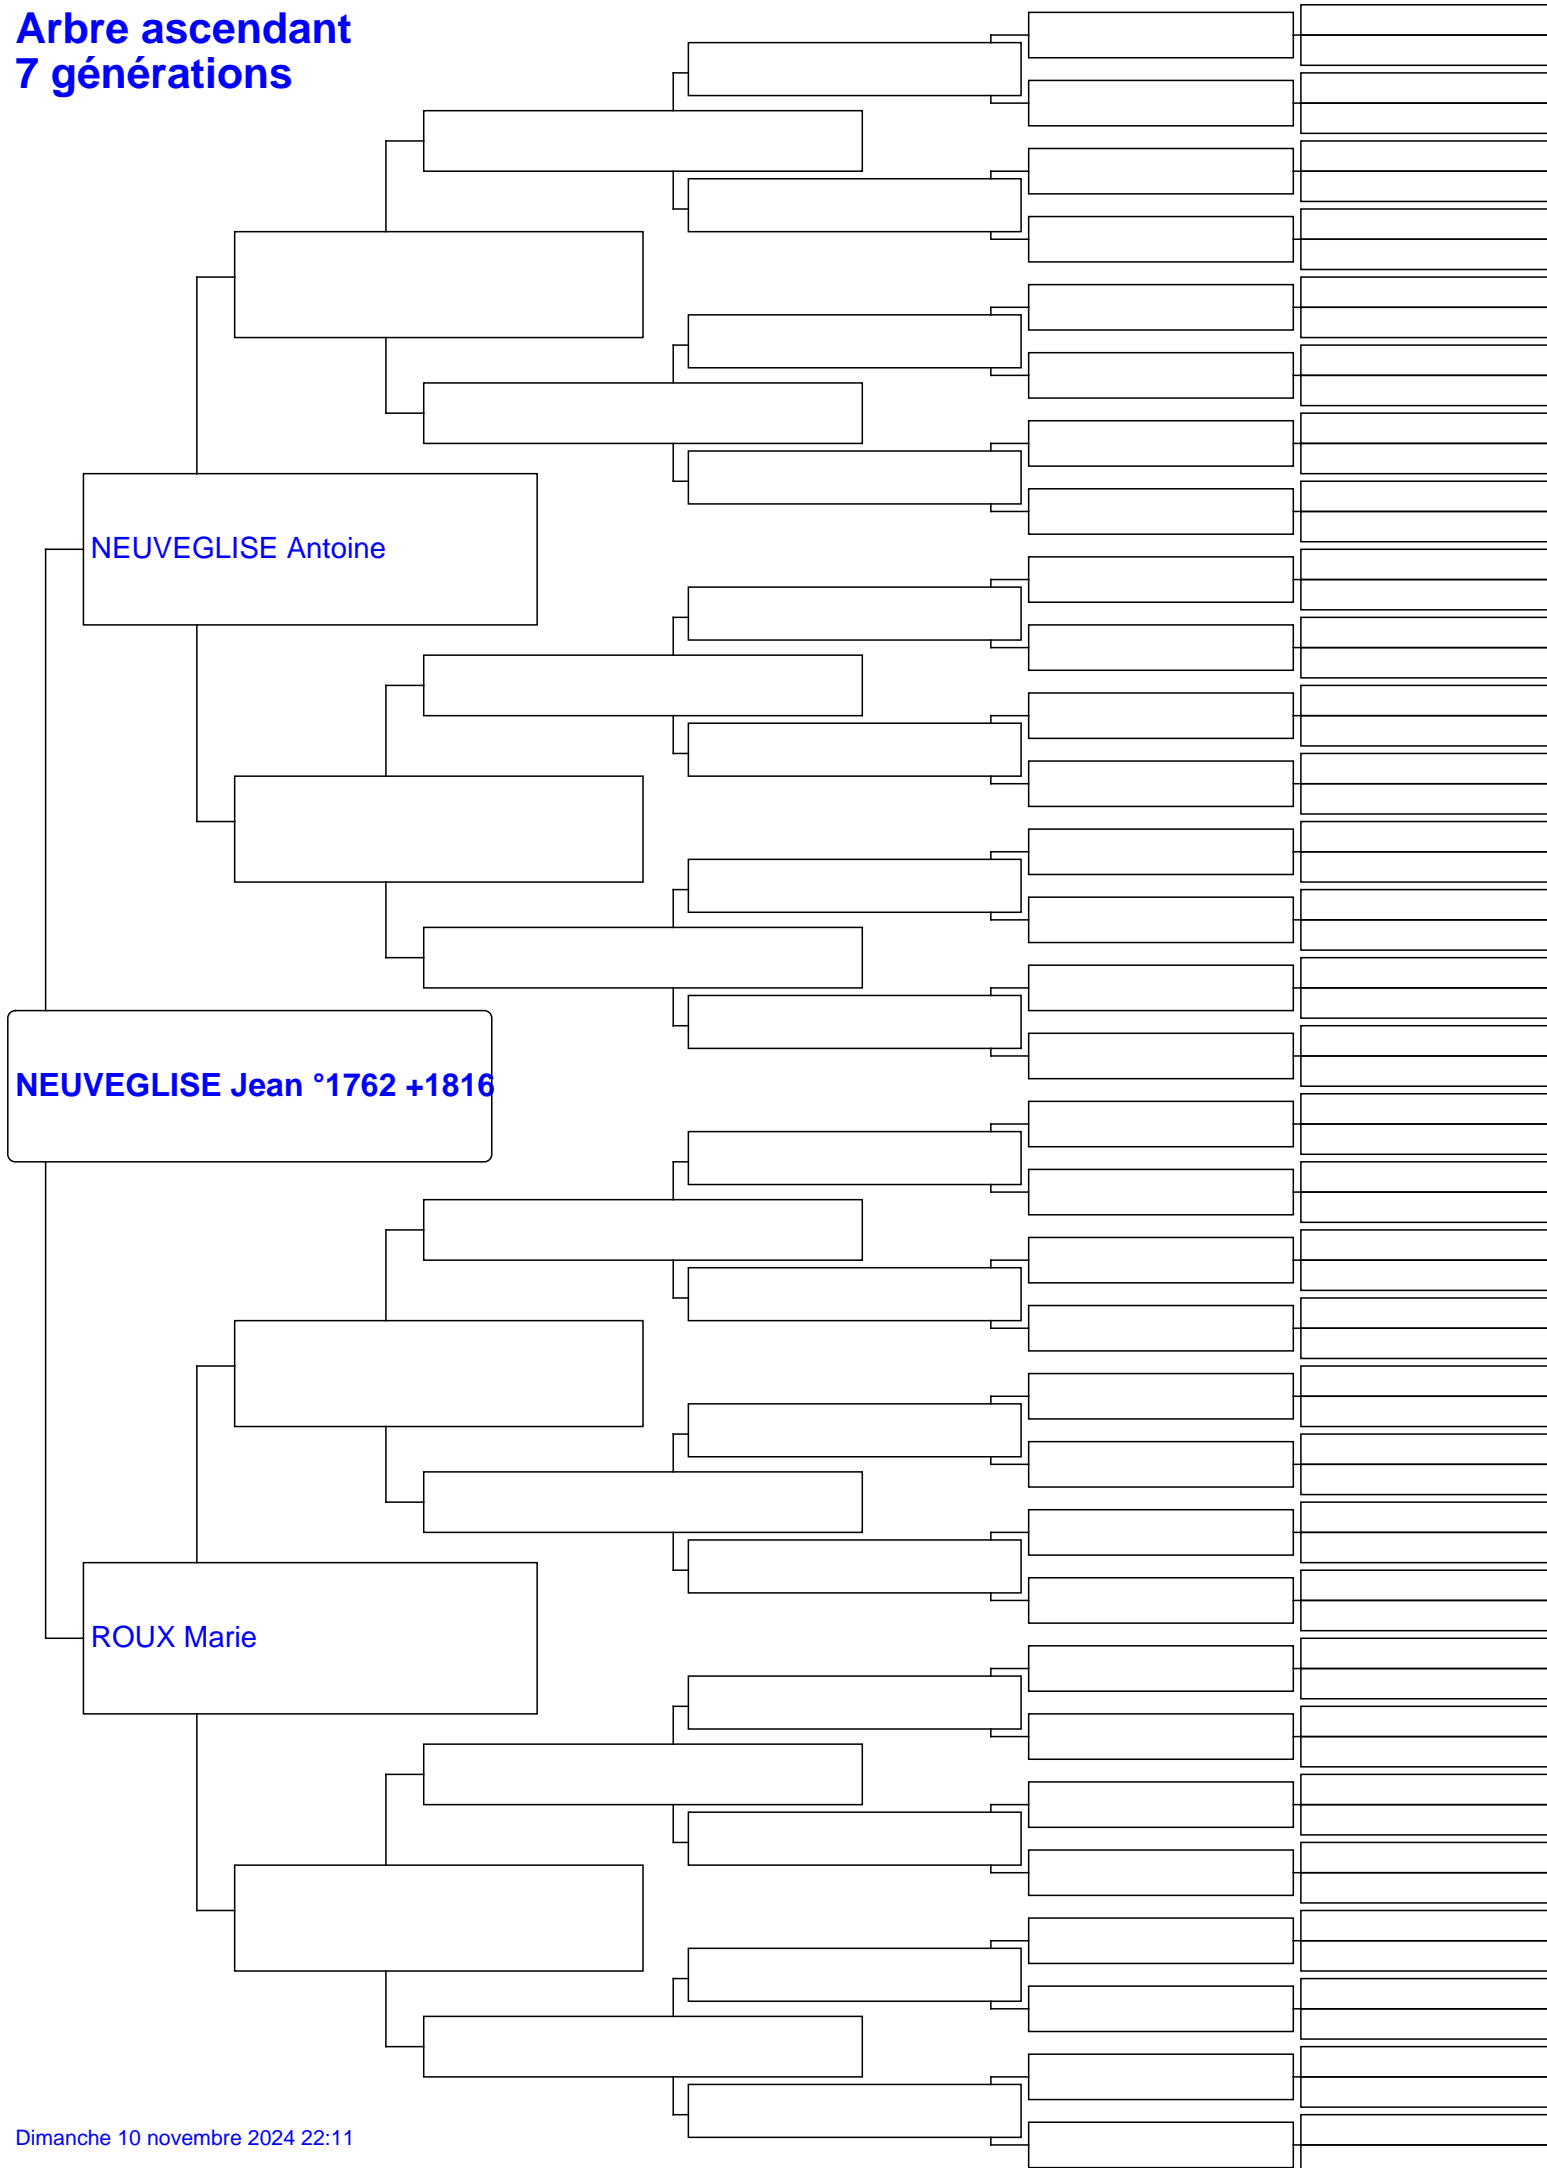 Arbre ascendant
7 générations
NEUVEGLISE Antoine
NEUVEGLISE Jean °1762 +1816
ROUX Marie
Dimanche 10 novembre 2024 22:11